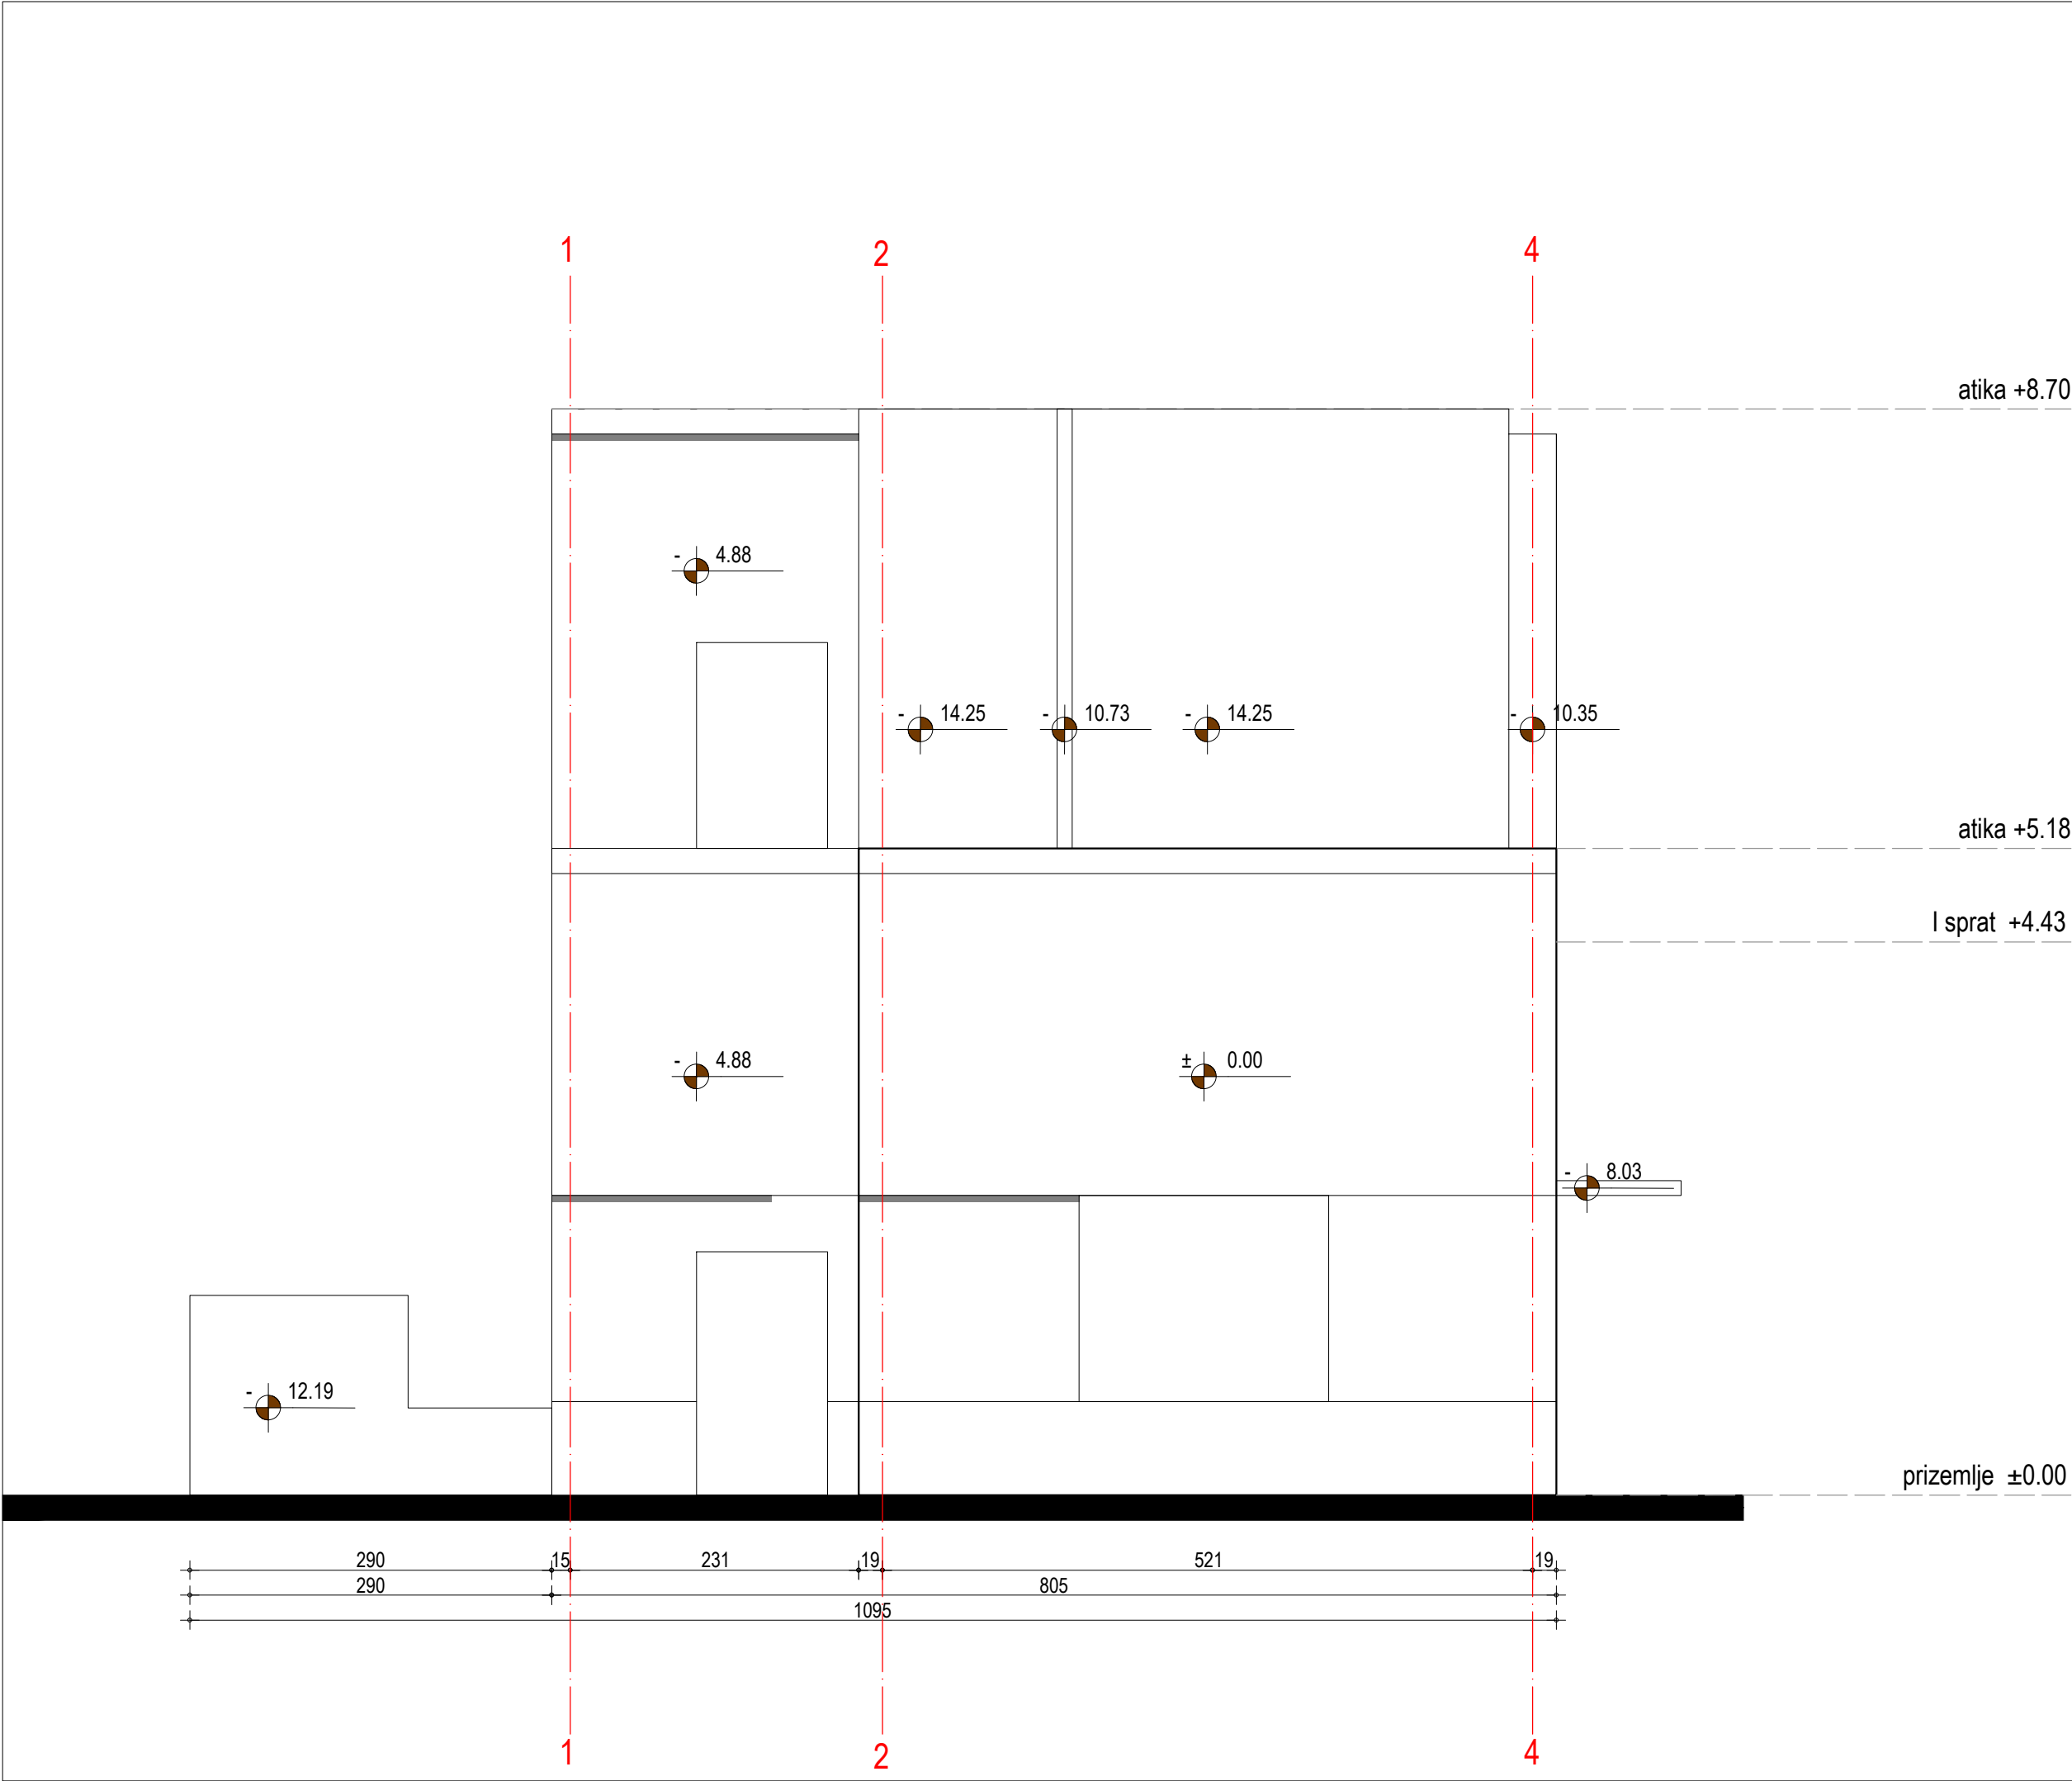 1 2 4
atika +8.70
- 4.88
- 14.25 - 10.73 - 14.25 - 10.35
atika +5.18
I sprat +4.43
- 4.88 ± 0.00
- 8.03
- 12.19
prizemlje ±0.00
290 15 231 19 521 19
290 805
1095
1 2 4